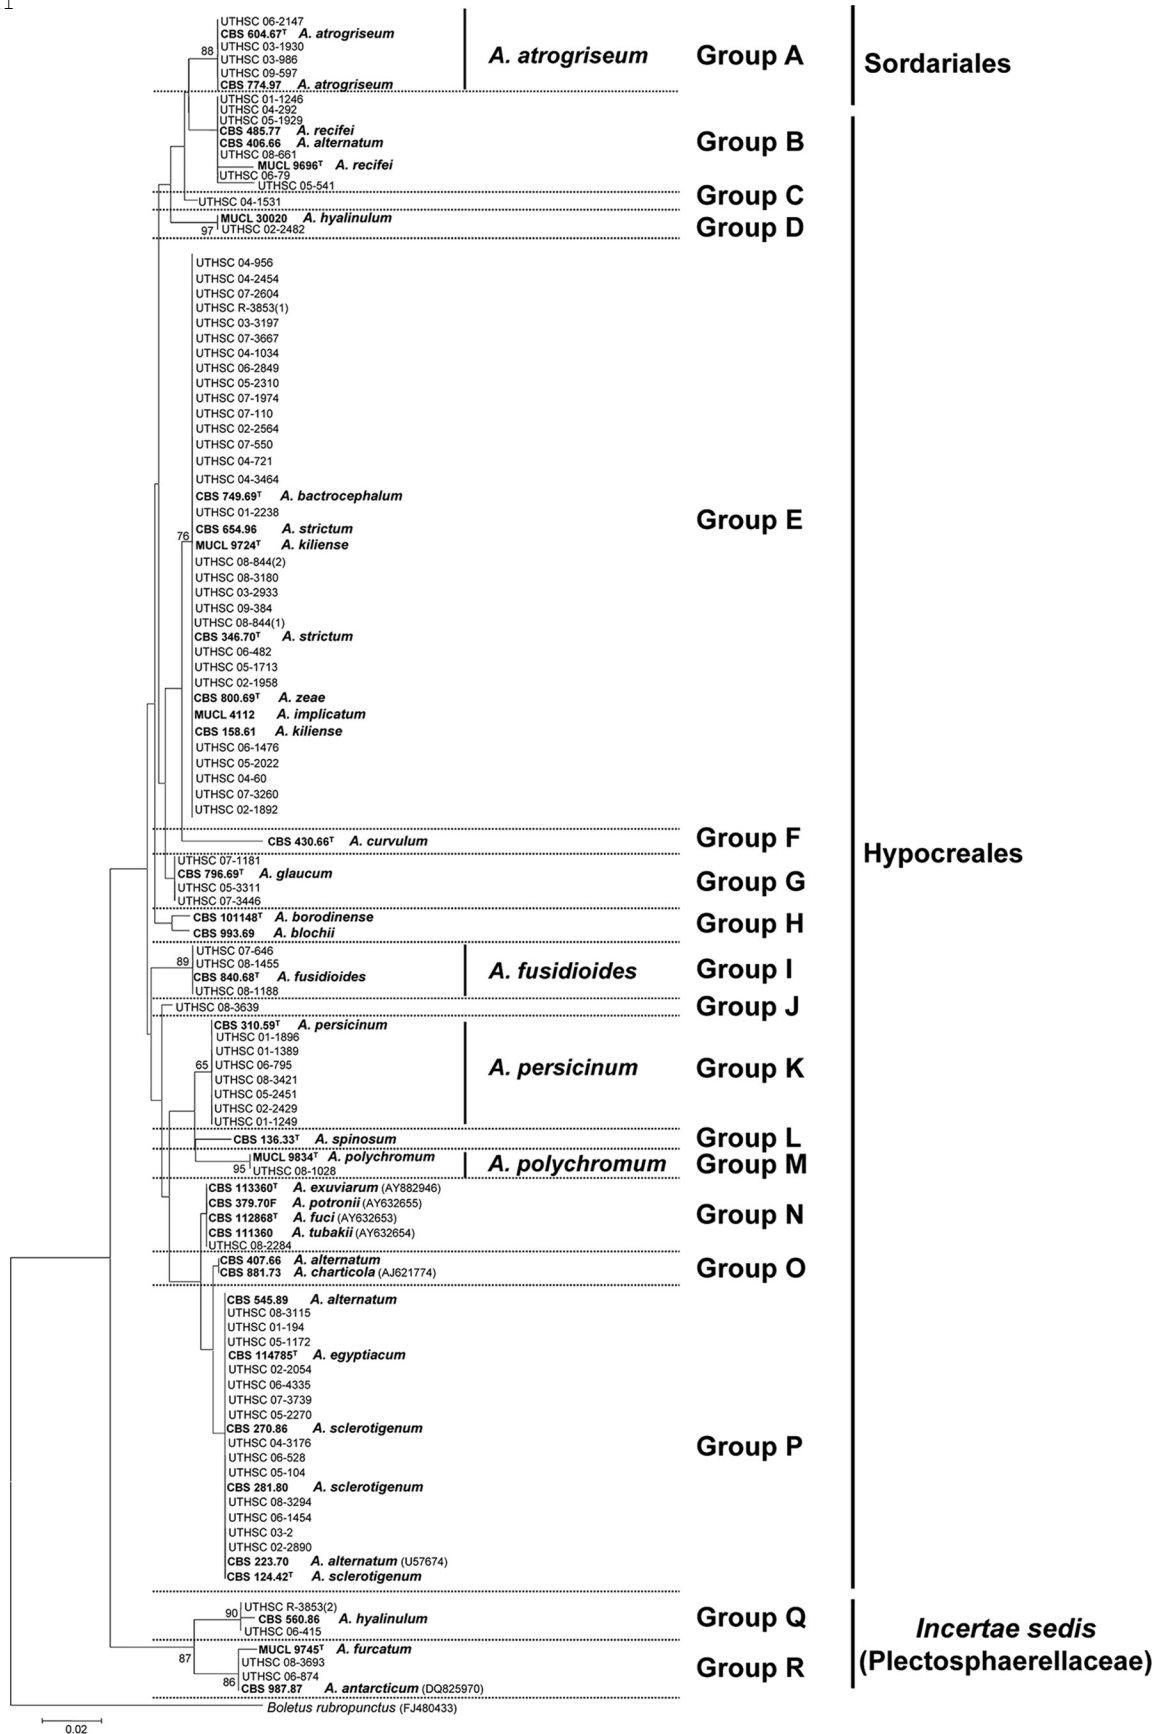 UTHSC 06-2147
CBS 604.67ᵀ A. atrogriseum
UTHSC 03-1930
88
UTHSC 03-986
A. atrogriseum
Group A
Sordariales
UTHSC 09-597
CBS 774.97 A. atrogriseum
UTHSC 01-1246
UTHSC 04-292
UTHSC 05-1929
CBS 485.77 A. recifei
CBS 406.66 A. alternatum
Group B
UTHSC 08-661
MUCL 9696ᵀ A. recifei
UTHSC 06-79
UTHSC 05-541
Group C
UTHSC 04-1531
MUCL 30020 A. hyalinulum
97 UTHSC 02-2482
Group D
UTHSC 04-956
UTHSC 04-2454
UTHSC 07-2604
UTHSC R-3853(1)
UTHSC 03-3197
UTHSC 07-3667
UTHSC 04-1034
UTHSC 06-2849
UTHSC 05-2310
UTHSC 07-1974
UTHSC 07-110
UTHSC 02-2564
UTHSC 07-550
UTHSC 04-721
UTHSC 04-3464
CBS 749.69ᵀ A. bactrocephalum
UTHSC 01-2238
Group E
CBS 654.96 A. strictum
76
MUCL 9724ᵀ A. kiliense
UTHSC 08-844(2)
UTHSC 08-3180
UTHSC 03-2933
UTHSC 09-384
UTHSC 08-844(1)
CBS 346.70ᵀ A. strictum
UTHSC 06-482
UTHSC 05-1713
UTHSC 02-1958
CBS 800.69ᵀ A. zeae
MUCL 4112 A. implicatum
CBS 158.61 A. kiliense
UTHSC 06-1476
UTHSC 05-2022
UTHSC 04-60
UTHSC 07-3260
UTHSC 02-1892
CBS 430.66ᵀ A. curvulum
Group F
Hypocreales
UTHSC 07-1181
CBS 796.69ᵀ A. glaucum
Group G
UTHSC 05-3311
UTHSC 07-3446
CBS 101148ᵀ A. borodinense
Group H
CBS 993.69 A. blochii
UTHSC 07-646
89
UTHSC 08-1455
A. fusidioides
Group I
CBS 840.68ᵀ A. fusidioides
UTHSC 08-1188
UTHSC 08-3639
Group J
CBS 310.59ᵀ A. persicinum
UTHSC 01-1896
UTHSC 01-1389
65
UTHSC 06-795
A. persicinum
Group K
UTHSC 08-3421
UTHSC 05-2451
UTHSC 02-2429
UTHSC 01-1249
CBS 136.33ᵀ A. spinosum
Group L
MUCL 9834ᵀ A. polychromum
A. polychromum
Group M
95 UTHSC 08-1028
CBS 113360ᵀ A. exuviarum (AY882946)
CBS 379.70F A. potronii (AY632655)
Group N
CBS 112868ᵀ A. fuci (AY632653)
CBS 111360 A. tubakii (AY632654)
UTHSC 08-2284
CBS 407.66 A. alternatum
Group O
CBS 881.73 A. charticola (AJ621774)
CBS 545.89 A. alternatum
UTHSC 08-3115
UTHSC 01-194
UTHSC 05-1172
CBS 114785ᵀ A. egyptiacum
UTHSC 02-2054
UTHSC 06-4335
UTHSC 07-3739
UTHSC 05-2270
CBS 270.86 A. sclerotigenum
UTHSC 04-3176
Group P
UTHSC 06-528
UTHSC 05-104
CBS 281.80 A. sclerotigenum
UTHSC 08-3294
UTHSC 06-1454
UTHSC 03-2
UTHSC 02-2890
CBS 223.70 A. alternatum (U57674)
CBS 124.42ᵀ A. sclerotigenum
UTHSC R-3853(2)
90
CBS 560.86 A. hyalinulum
Group Q
UTHSC 06-415
Incertae sedis
(Plectosphaerellaceae)
MUCL 9745ᵀ A. furcatum
87
UTHSC 08-3693
Group R
UTHSC 06-874
86
CBS 987.87 A. antarcticum (DQ825970)
Boletus rubropunctus (FJ480433)
0.02